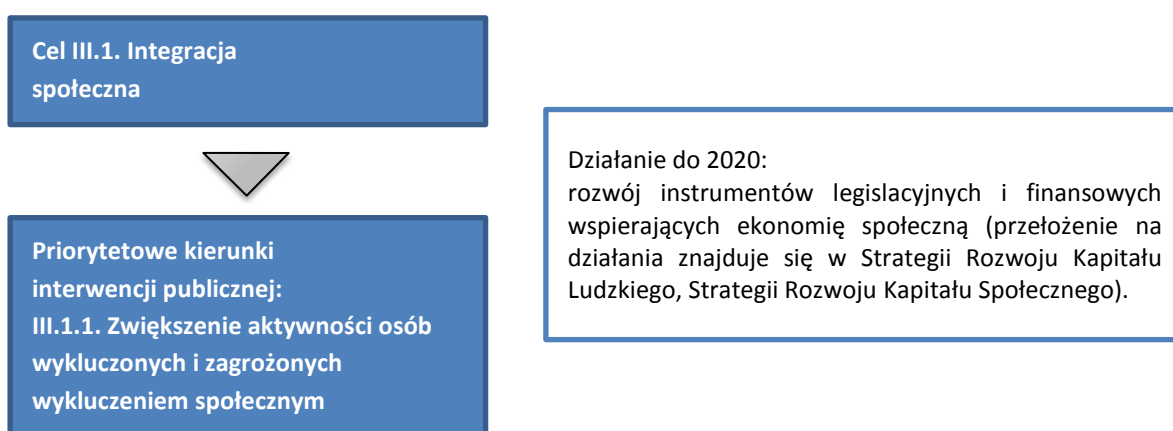 Cel III.1. Integracja
społeczna
Priorytetowe kierunki
interwencji publicznej:
III.1.1. Zwiększenie aktywności osób
wykluczonych i zagrożonych
wykluczeniem społecznym
Działanie do 2020:
rozwój instrumentów legislacyjnych i finansowych
wspierających ekonomię społeczną (przełożenie na
działania znajduje się w Strategii Rozwoju Kapitału
Ludzkiego, Strategii Rozwoju Kapitału Społecznego).